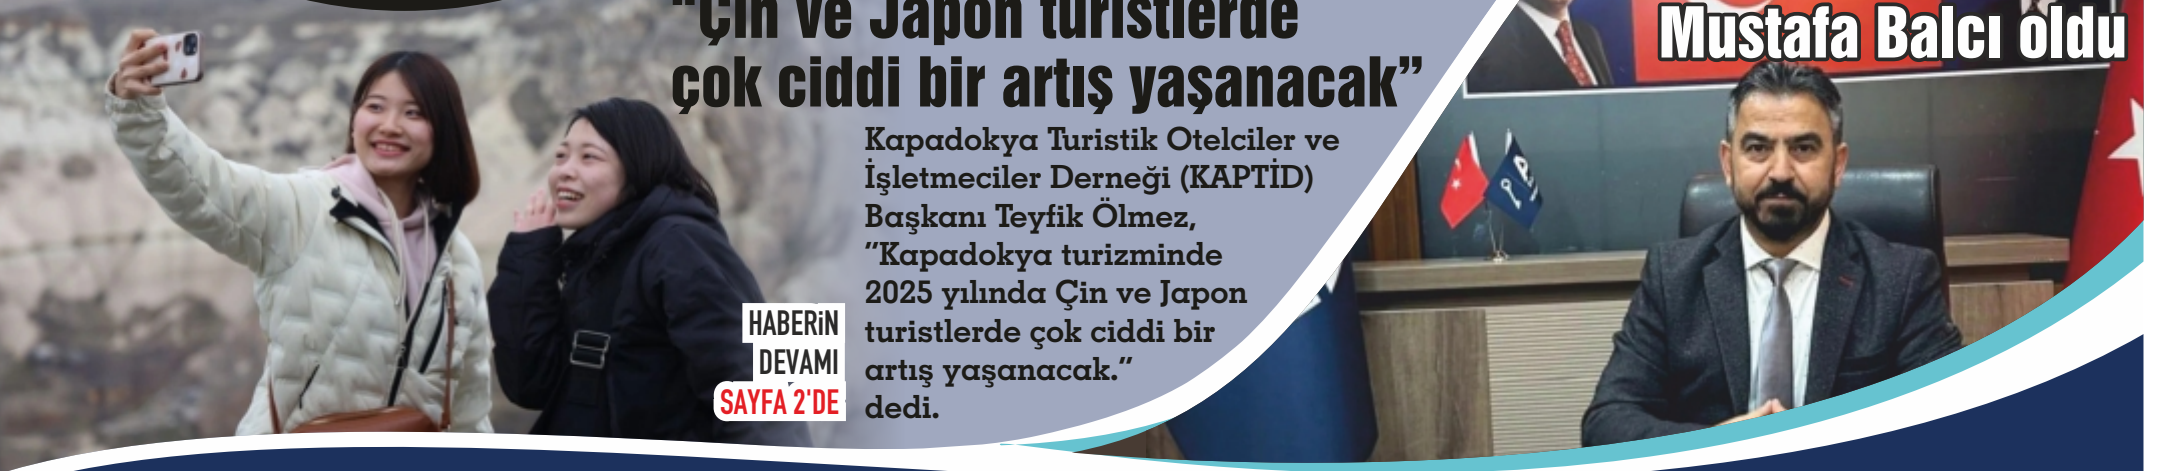 “Çin ve Japon turistlerde
çok ciddi bir artış yaşanacak”
Kapadokya Turistik Otelciler ve
İşletmeciler Derneği (KAPTİD)
Başkanı Teyfik Ölmez,
”Kapadokya turizminde
2025 yılında Çin ve Japon
turistlerde çok ciddi bir
artış yaşanacak.”
dedi.
HABERiN
DEVAMI
SAYFA 2'DE
Mustafa Balcı oldu